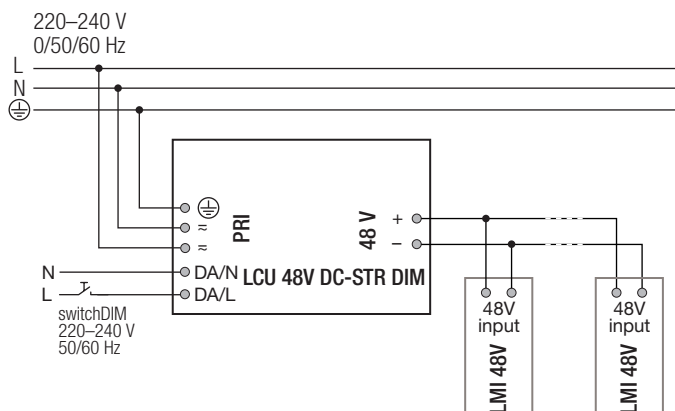 220–240 V
0/50/60 Hz
L
N
≂
PRI
≂
48 V
+
−
N
DA/N
LCU 48V DC-STR DIM
L
DA/L
switchDIM
220–240 V
50/60 Hz
48V
input
LMI 48V
48V
input
LMI 48V